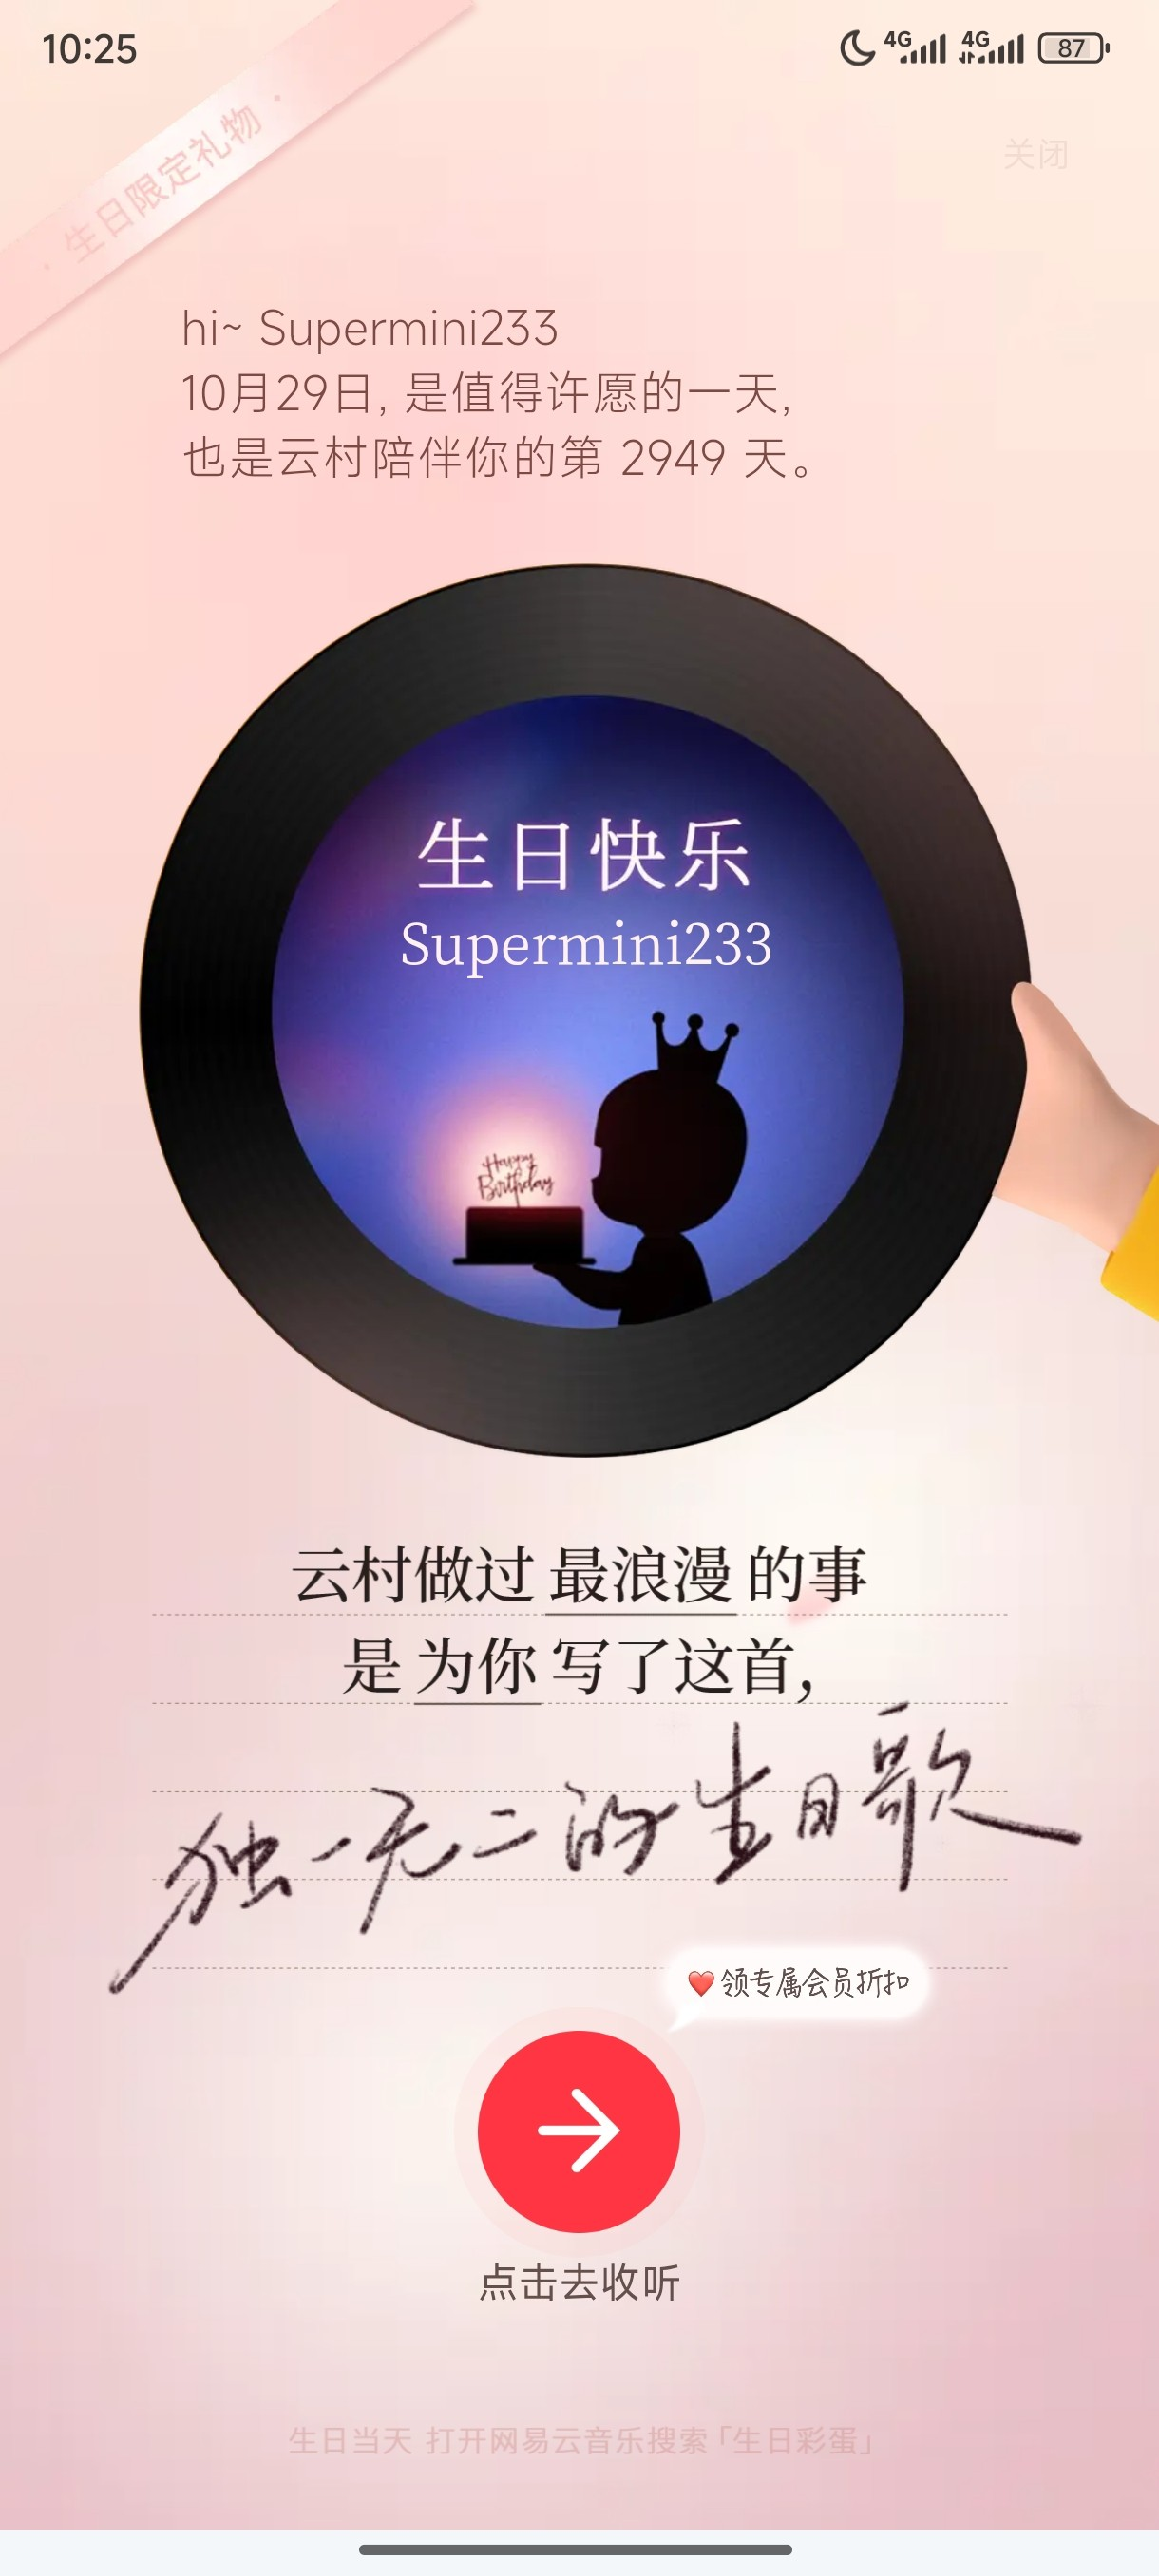 10:25
4G 4G 87
· 生日限定礼物 ·
关闭
hi~ Supermini233
10月29日, 是值得许愿的一天,
也是云村陪伴你的第 2949 天。
生日快乐
Supermini233
Happy
Birthday
云村做过 最浪漫 的事
是 为你 写了这首,
独一无二的生日歌
❤️领专属会员折扣
点击去收听
生日当天 打开网易云音乐搜索「生日彩蛋」